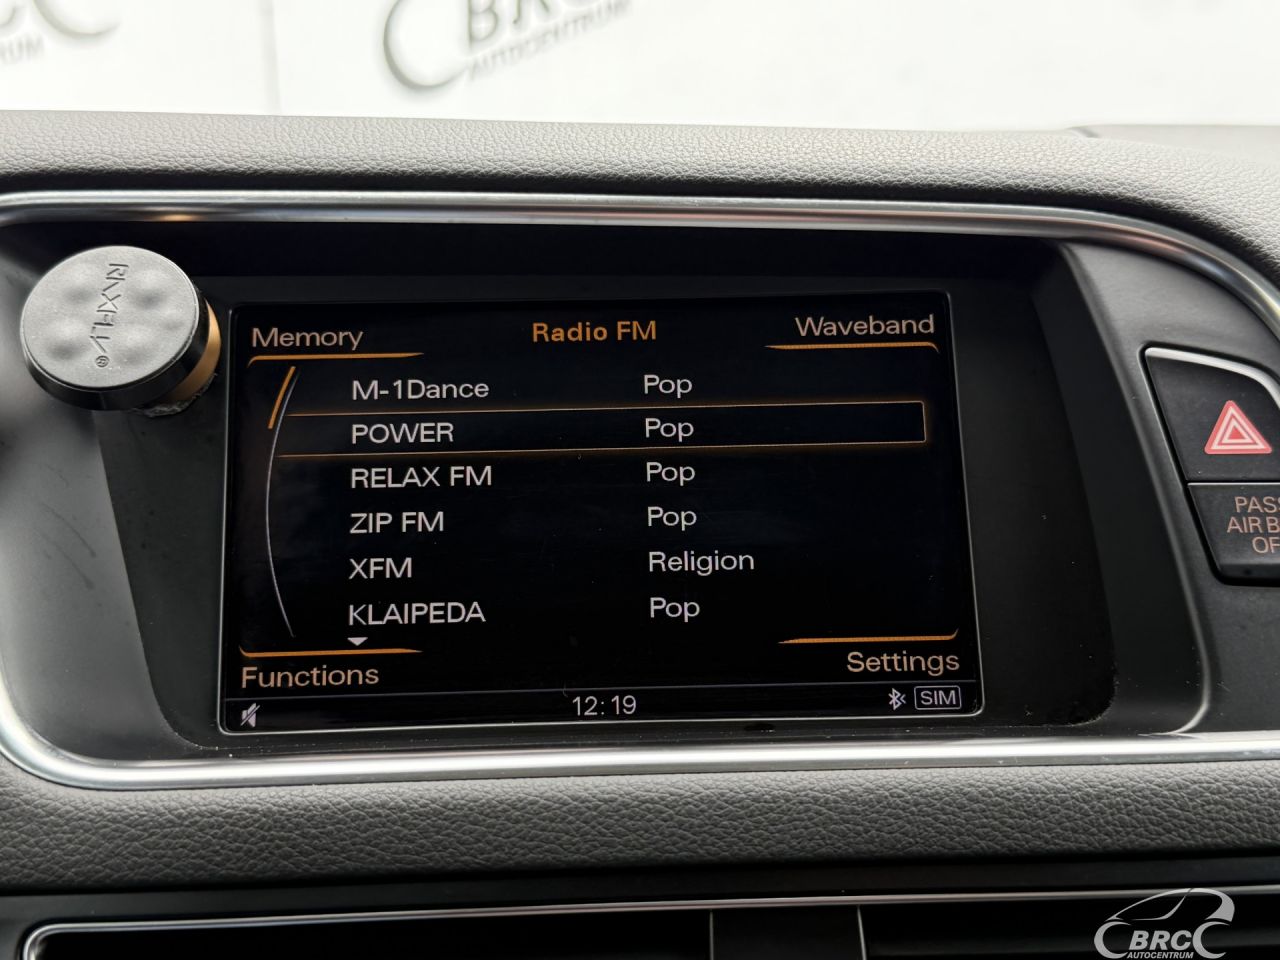 BRC
AUTOCENTRUM
RAXFLY®
Memory
Radio FM
Waveband
M-1Dance Pop
POWER Pop
RELAX FM Pop
ZIP FM Pop
XFM Religion
KLAIPEDA Pop
Functions
Settings
12:19
SIM
PASS
AIR B
OF
BRC
AUTOCENTRUM